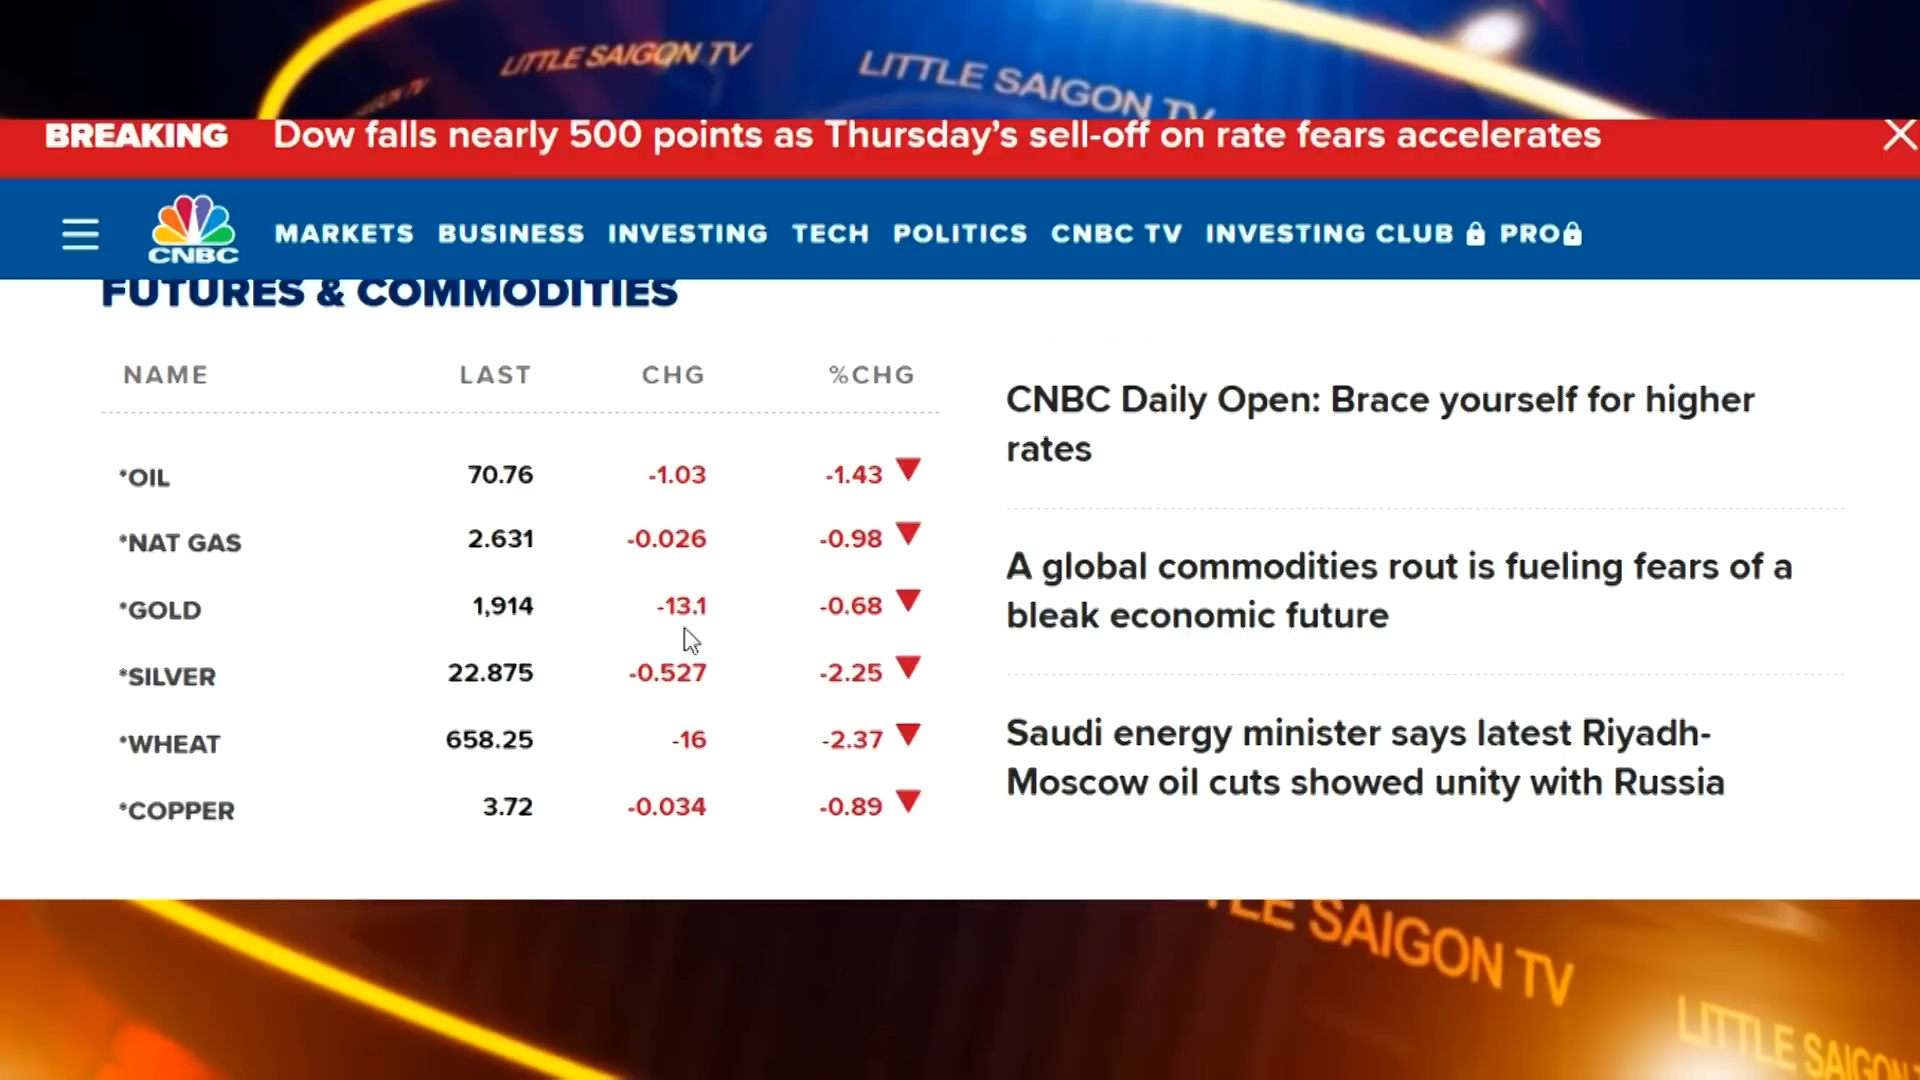 LITTLE SAIGON TV
LITTLE SAIGON TV
BREAKING Dow falls nearly 500 points as Thursday's sell-off on rate fears accelerates
CNBC
MARKETS BUSINESS INVESTING TECH POLITICS CNBC TV INVESTING CLUB PRO
FUTURES & COMMODITIES
NAME LAST CHG %CHG
*OIL 70.76 -1.03 -1.43
*NAT GAS 2.631 -0.026 -0.98
*GOLD 1,914 -13.1 -0.68
*SILVER 22.875 -0.527 -2.25
*WHEAT 658.25 -16 -2.37
*COPPER 3.72 -0.034 -0.89
CNBC Daily Open: Brace yourself for higher
rates
A global commodities rout is fueling fears of a
bleak economic future
Saudi energy minister says latest Riyadh-
Moscow oil cuts showed unity with Russia
TLE SAIGON TV
LITTLE SAIGON